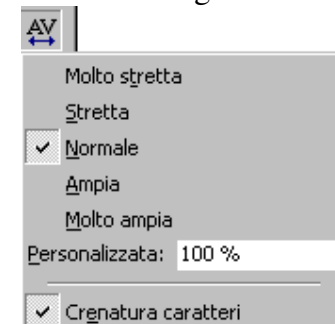 AV
Molto stretta
Stretta
Normale
Ampia
Molto ampia
Personalizzata: 100 %
Crenatura caratteri